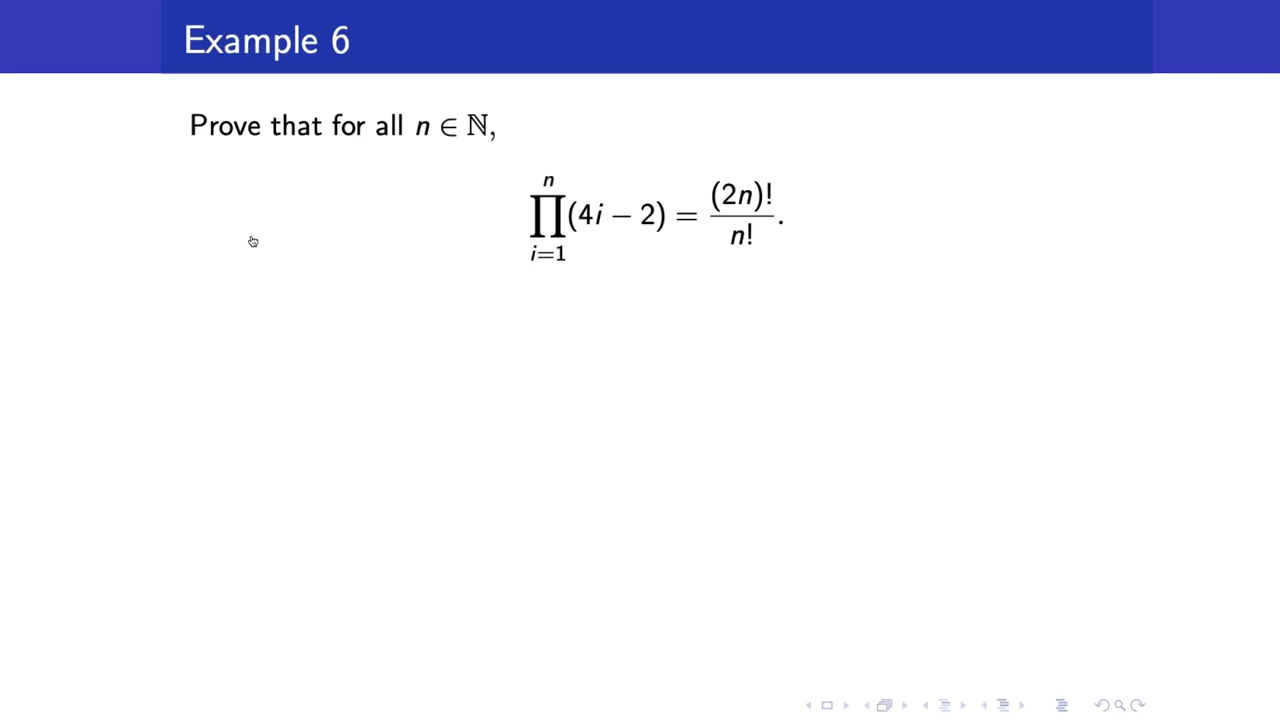 Example 6
Prove that for all n ∈ ℕ,
∏_{i=1}^{n} (4i − 2) = (2n)!/n!.